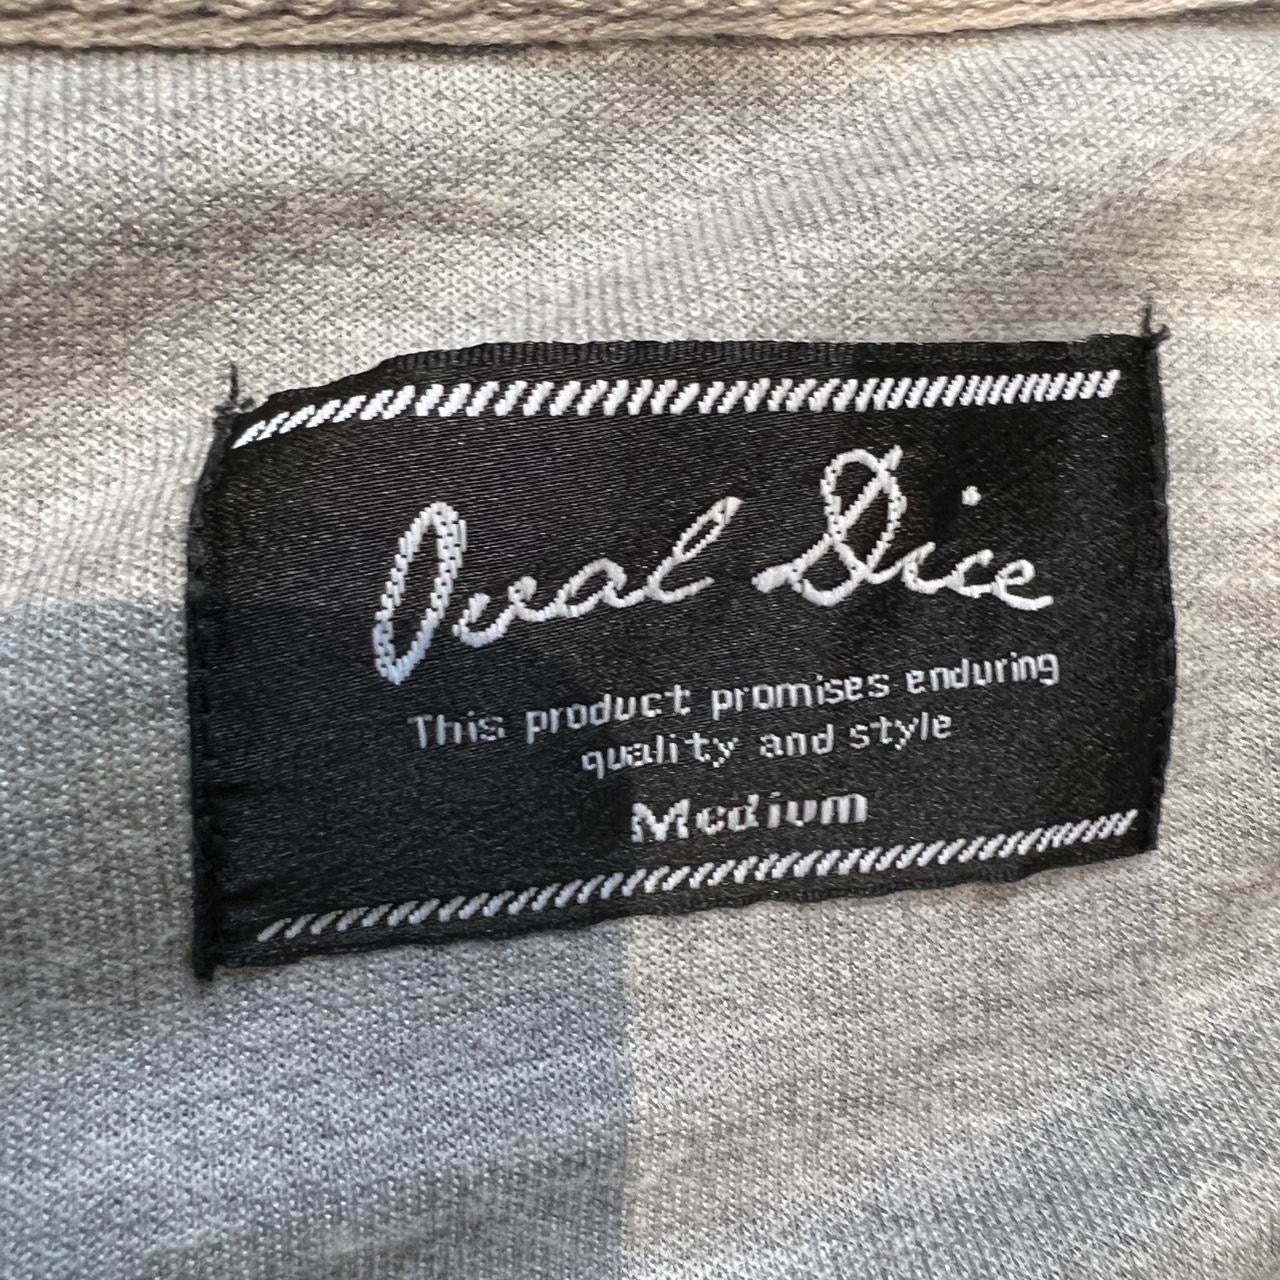 Oval Dice
This product promises enduring
quality and style
Medium